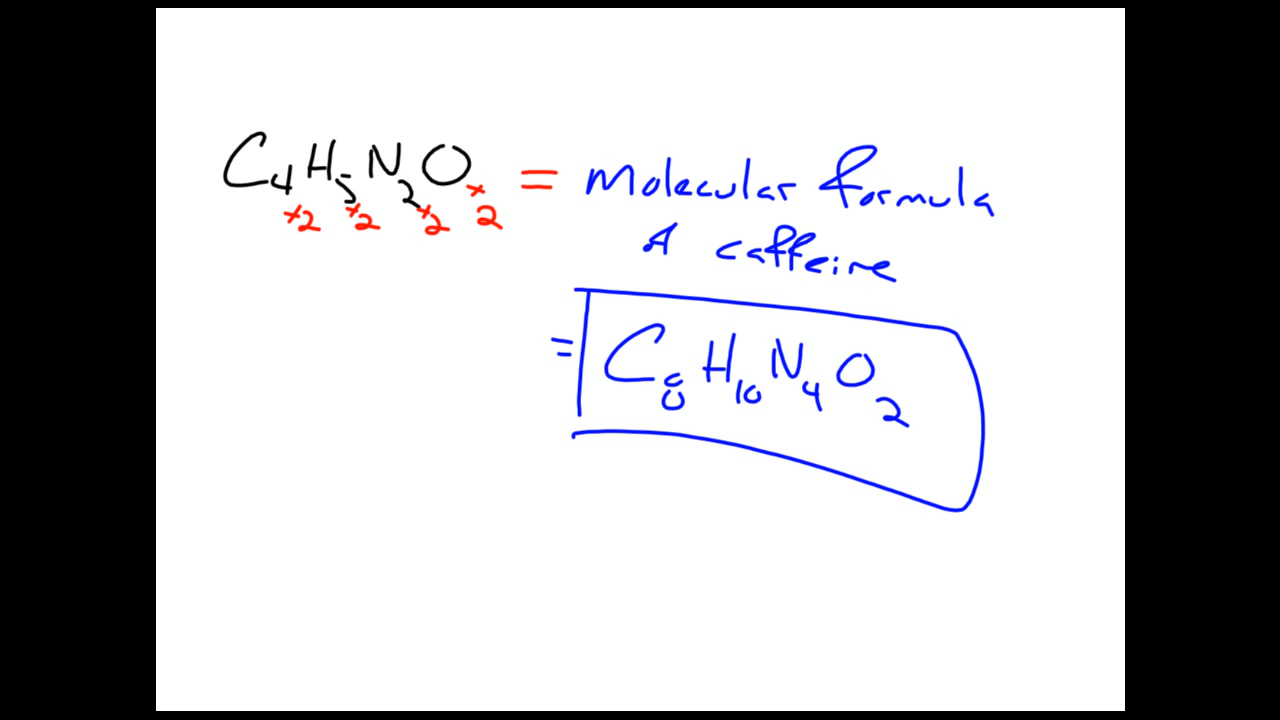 C₄H₅N₂O = Molecular formula
×2 ×2 ×2 ×2
of caffeine
= C₈H₁₀N₄O₂